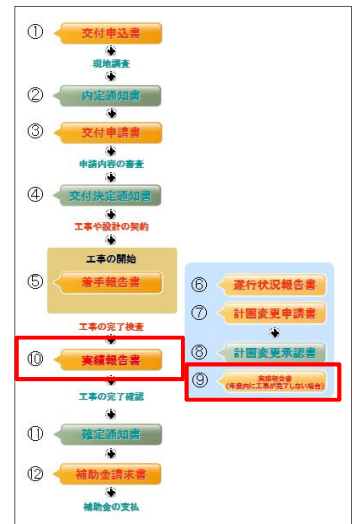 ① 交付申込書
現地調査
② 内定通知書
③ 交付申請書
申請内容の審査
④ 交付決定通知書
工事や設計の契約
工事の開始
⑤ 着手報告書
工事の完了検査
⑩ 実績報告書
工事の完了確認
⑪ 確定通知書
⑫ 補助金請求書
補助金の支払
⑥ 遂行状況報告書
⑦ 計画変更申請書
⑧ 計画変更承認書
⑨ 実績報告書
(年度内に工事が完了しない場合)